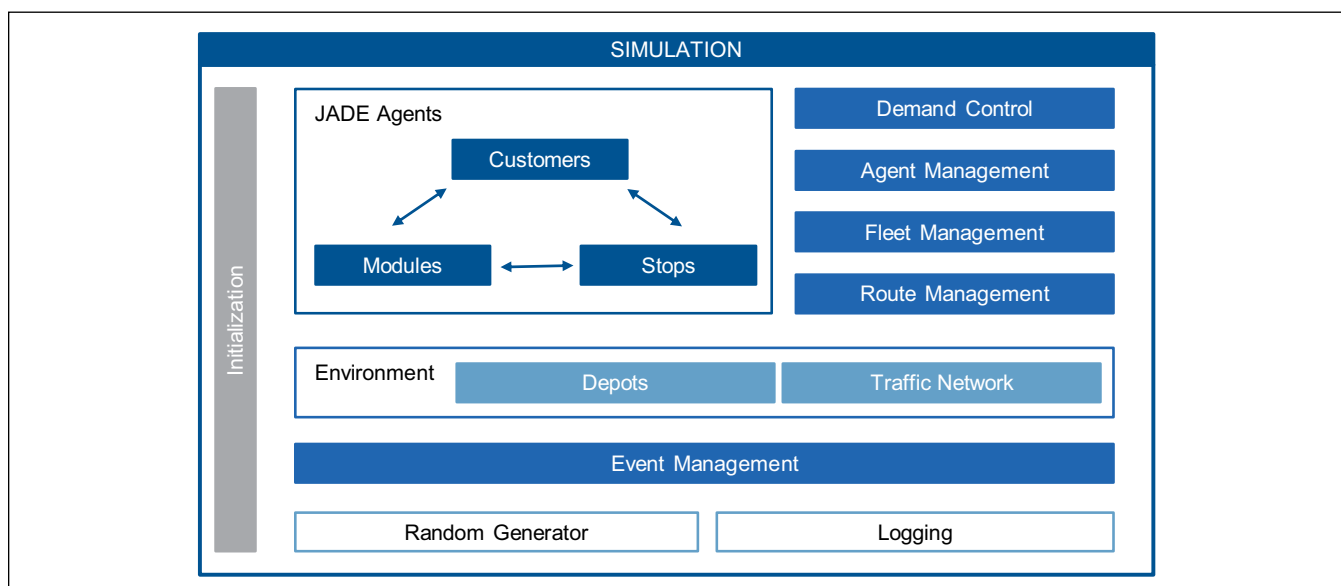 SIMULATION
Initialization
JADE Agents
Customers
Modules
Stops
Demand Control
Agent Management
Fleet Management
Route Management
Environment
Depots
Traffic Network
Event Management
Random Generator
Logging